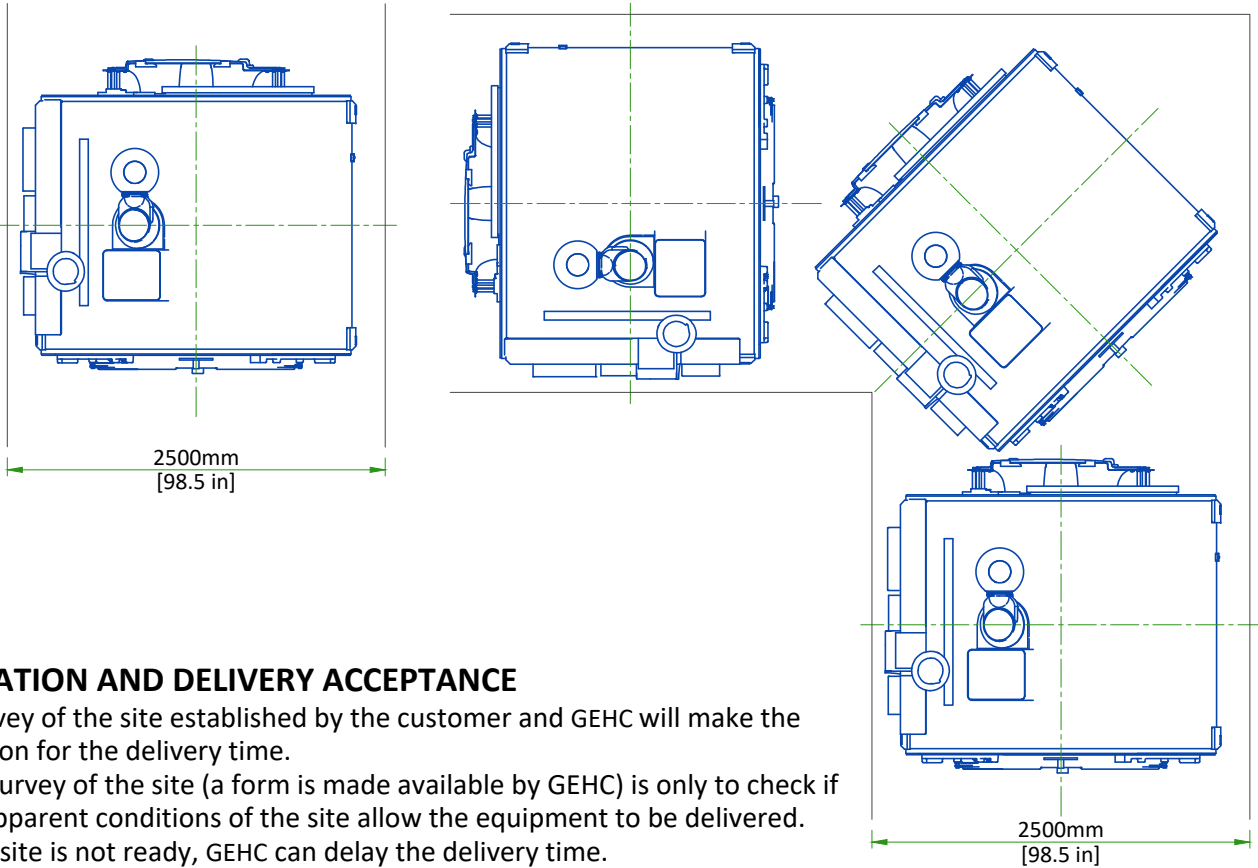 2500mm
[98.5 in]
ATION AND DELIVERY ACCEPTANCE
vey of the site established by the customer and GEHC will make the
on for the delivery time.
urvey of the site (a form is made available by GEHC) is only to check if
pparent conditions of the site allow the equipment to be delivered.
site is not ready, GEHC can delay the delivery time.
2500mm
[98.5 in]